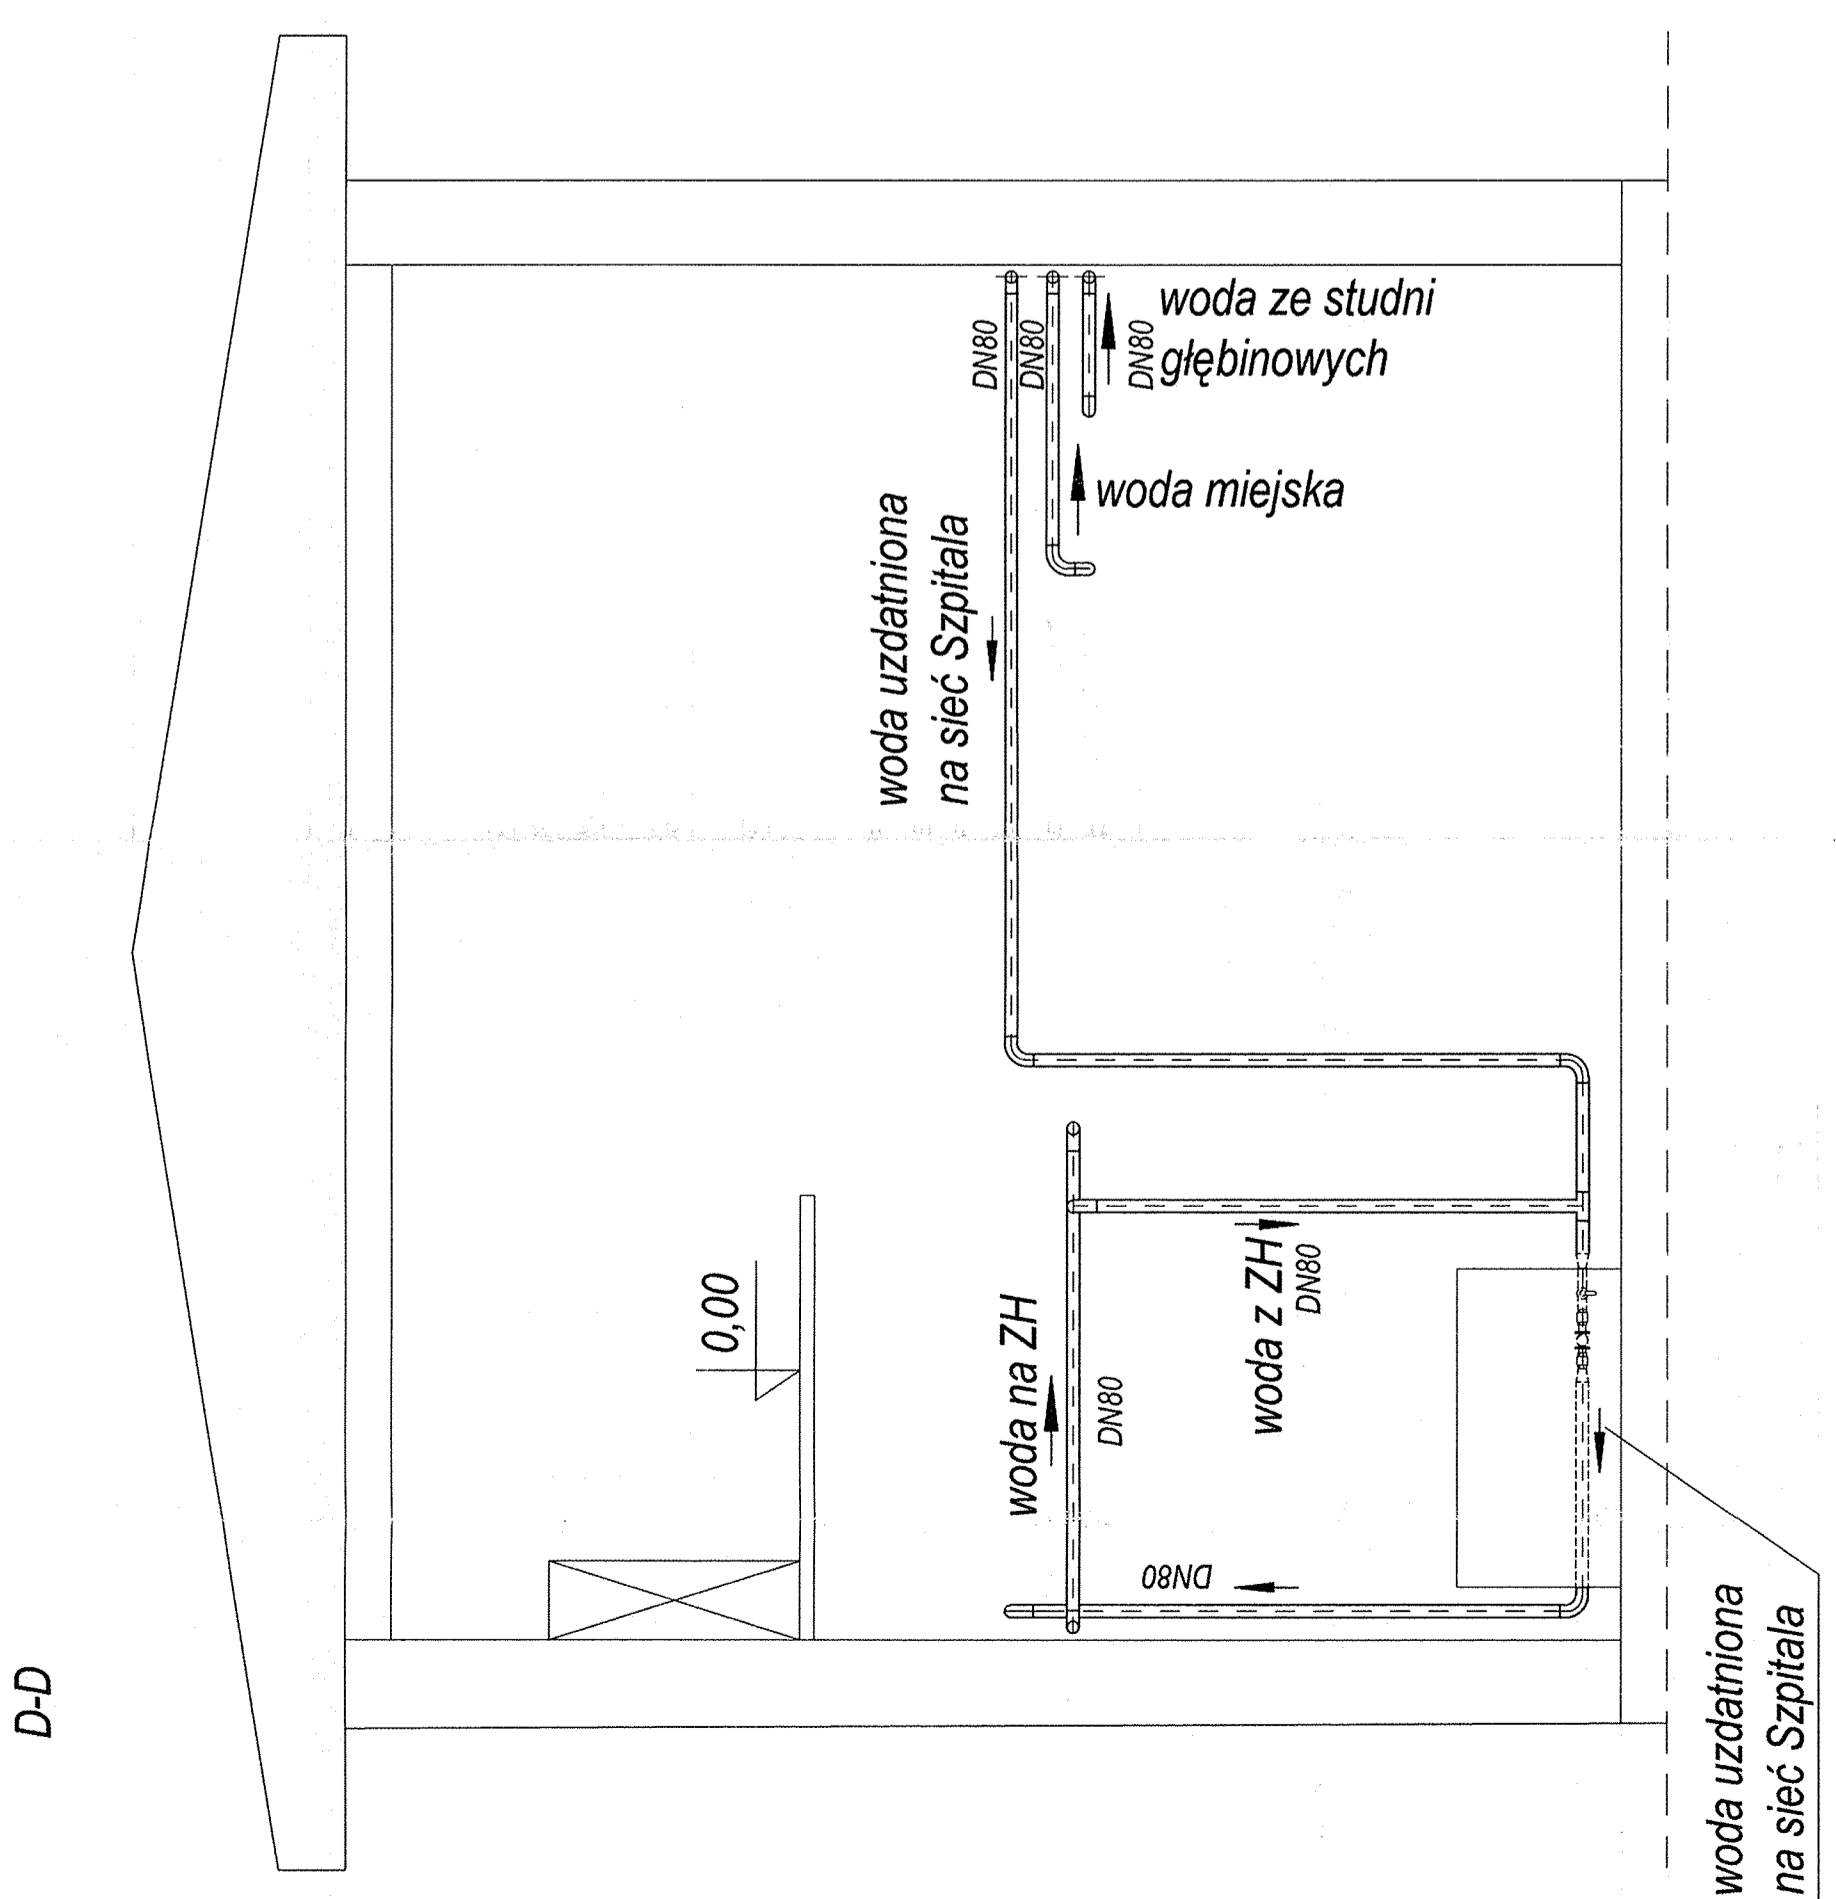 D-D
woda ze studni
głębinowych
DN80
DN80
DN80
woda miejska
woda uzdatniona
na sieć Szpitala
0,00
woda na ZH
DN80
woda z ZH
DN80
DN80
woda uzdatniona
na sieć Szpitala